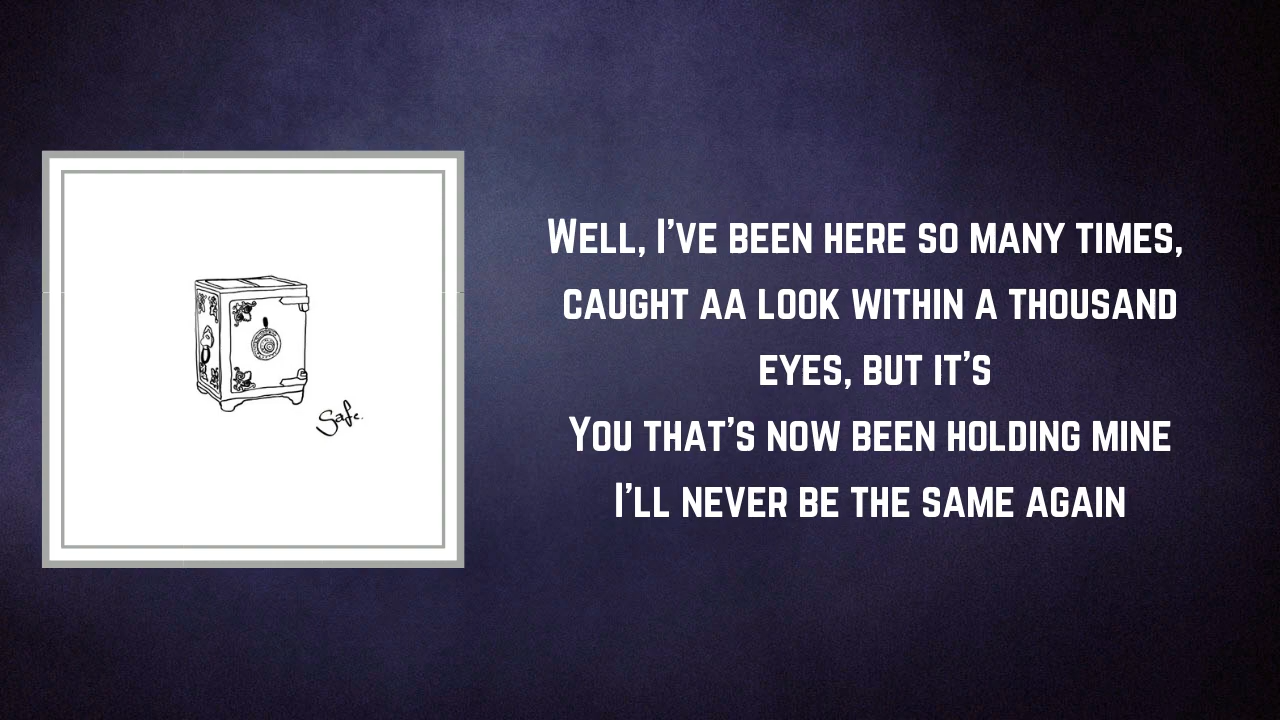 Safe.
Well, I've been here so many times,
caught aa look within a thousand
eyes, but it's
You that's now been holding mine
I'll never be the same again